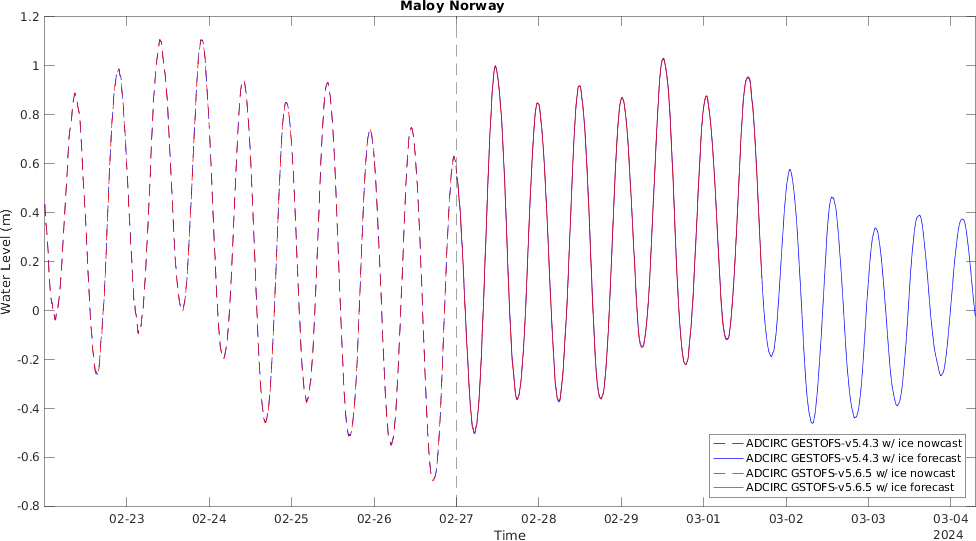 Maloy Norway
1.2
1
0.8
0.6
0.4
0.2
0
-0.2
-0.4
-0.6
-0.8
Water Level (m)
ADCIRC GESTOFS-v5.4.3 w/ ice nowcast
ADCIRC GESTOFS-v5.4.3 w/ ice forecast
ADCIRC GSTOFS-v5.6.5 w/ ice nowcast
ADCIRC GSTOFS-v5.6.5 w/ ice forecast
02-23 02-24 02-25 02-26 02-27 02-28 02-29 03-01 03-02 03-03 03-04
2024
Time